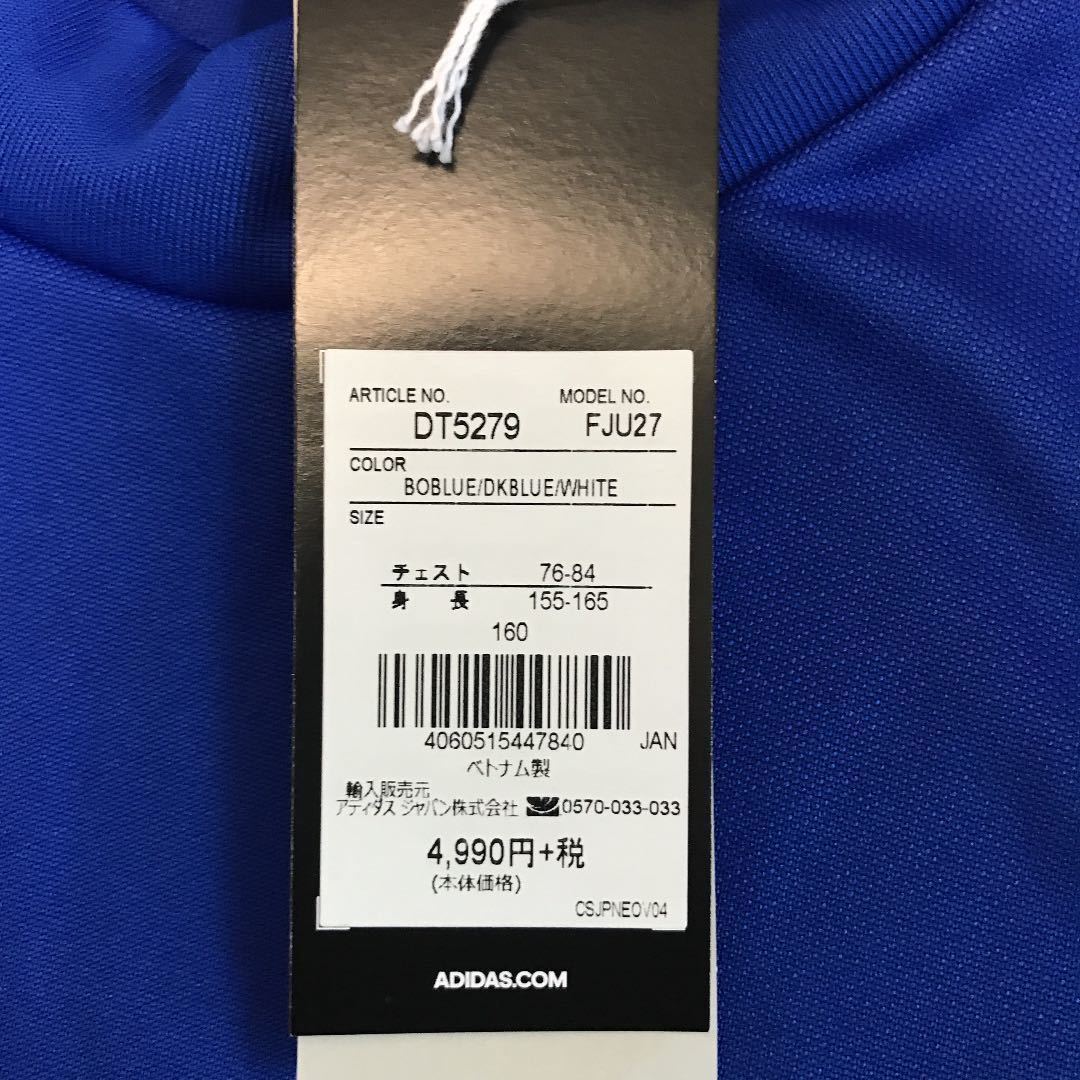 ARTICLE NO. MODEL NO.
DT5279 FJU27
COLOR
BOBLUE/DKBLUE/WHITE
SIZE
チェスト 76-84
身 長 155-165
160
4060515447840 JAN
ベトナム製
輸入販売元
アディダス ジャパン株式会社 0570-033-033
4,990円+税
(本体価格)
CSJPNEOV04
ADIDAS.COM